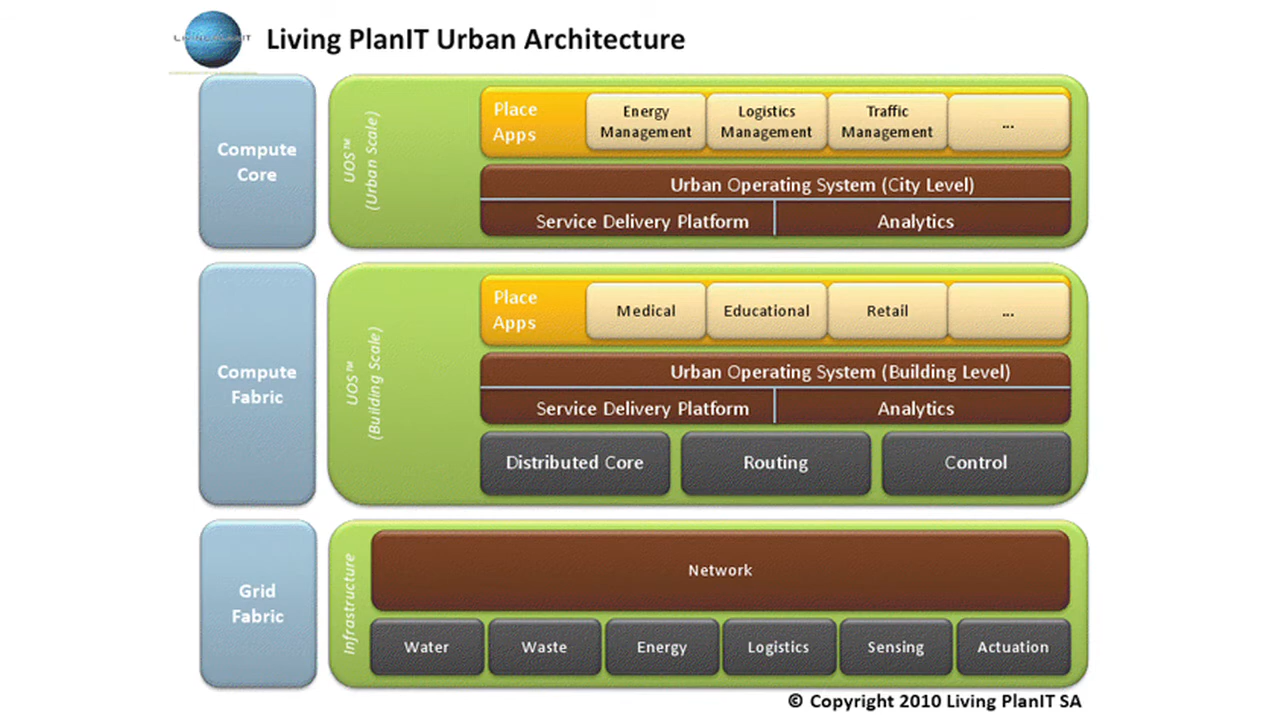 LIVING PLANIT
Living PlanIT Urban Architecture
Compute
Core
UOS™
(Urban Scale)
Place
Apps
Energy
Management
Logistics
Management
Traffic
Management
...
Urban Operating System (City Level)
Service Delivery Platform
Analytics
Compute
Fabric
UOS™
(Building Scale)
Place
Apps
Medical
Educational
Retail
...
Urban Operating System (Building Level)
Service Delivery Platform
Analytics
Distributed Core
Routing
Control
Grid
Fabric
Infrastructure
Network
Water
Waste
Energy
Logistics
Sensing
Actuation
© Copyright 2010 Living PlanIT SA